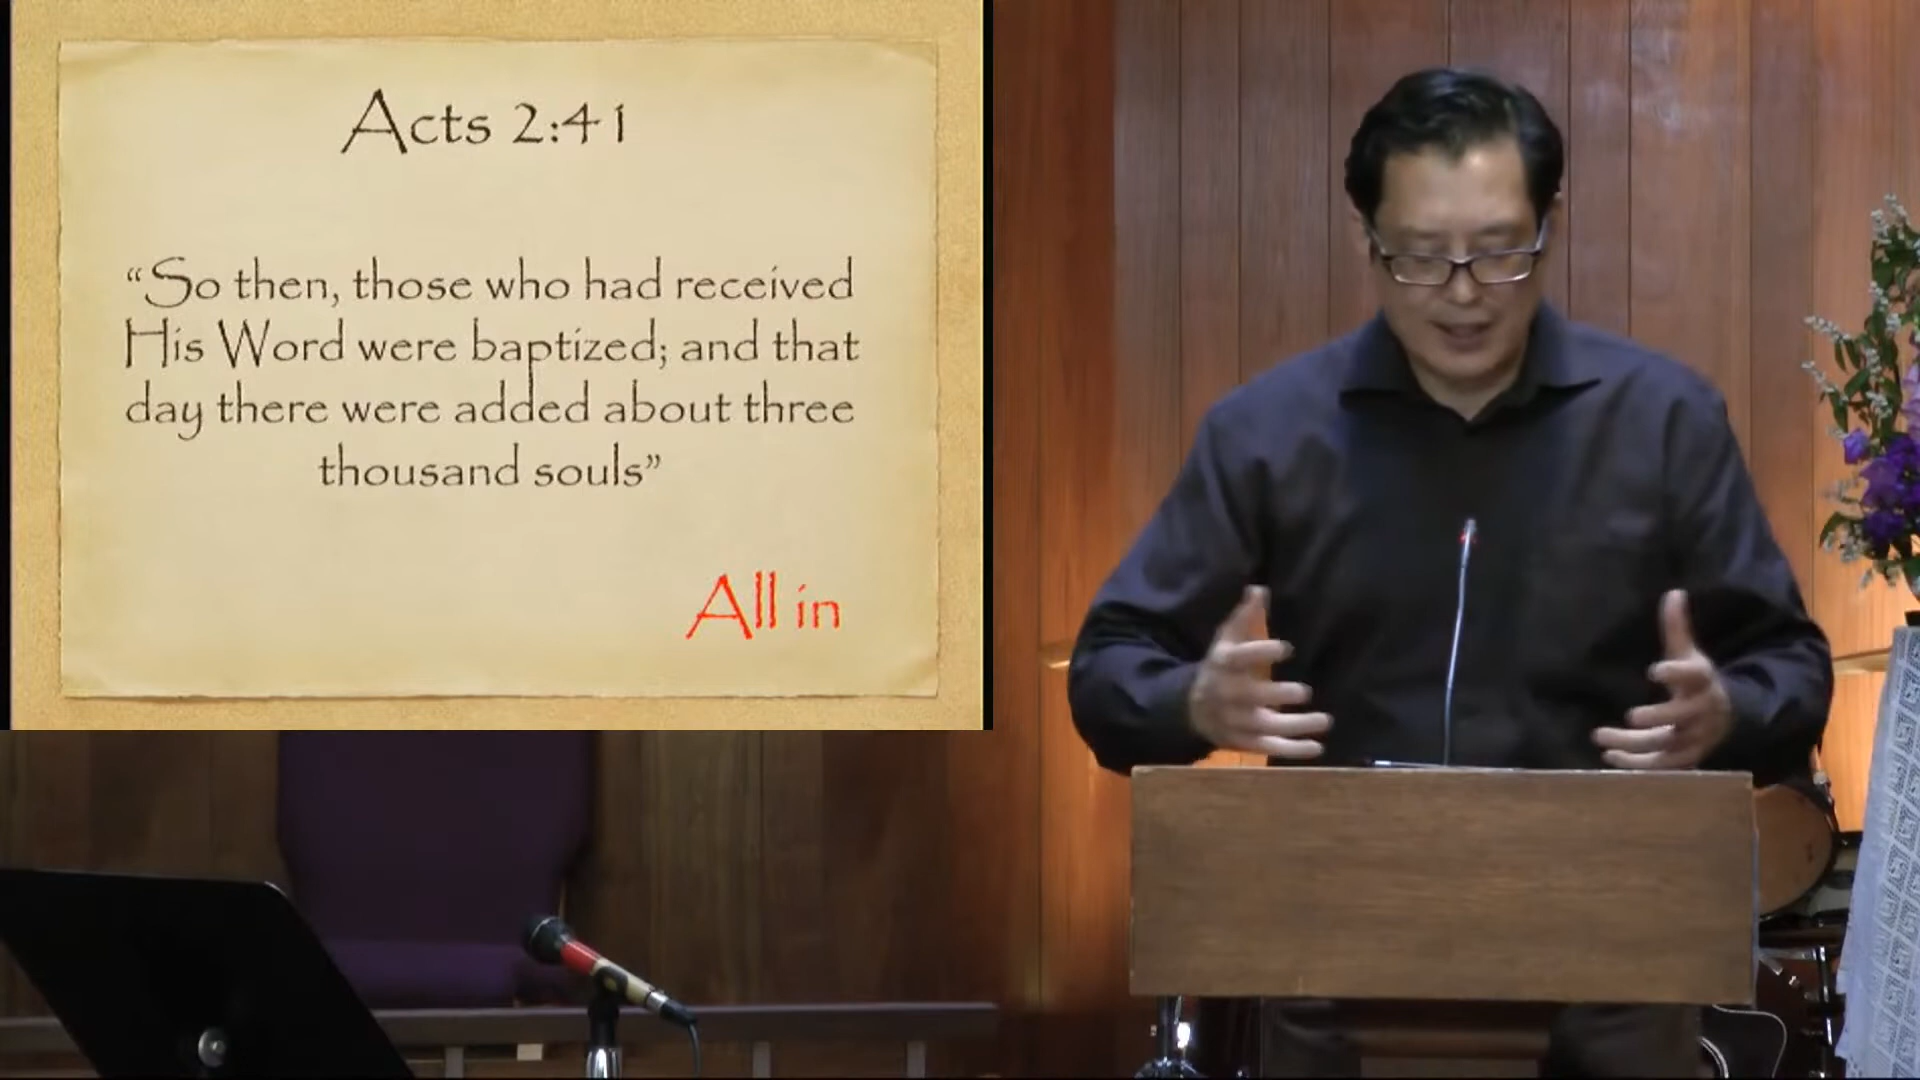 Acts 2:41
“So then, those who had received
His Word were baptized; and that
day there were added about three
thousand souls”
All in